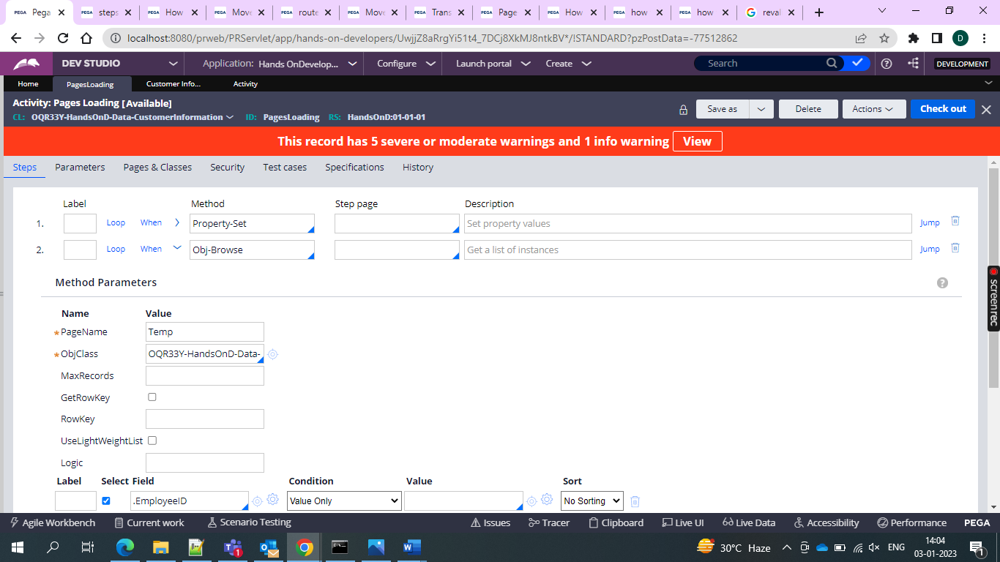 PEGA Pega PEGA steps PEGA How PEGA Move PEGA route PEGA Move PEGA Trans PEGA Page PEGA How PEGA how PEGA how G reval
localhost:8080/prweb/PRServlet/app/hands-on-developers/UwjjZ8aRrgYi51t4_7DCj8XkMJ8ntkBV*/!STANDARD?pzPostData=-77512862 D
DEV STUDIO Application: Hands OnDevelop... Configure Launch portal Create Search DEVELOPMENT
Home PagesLoading Customer Info... Activity
Activity: Pages Loading [Available]
CL: OQR33Y-HandsOnD-Data-CustomerInformation ID: PagesLoading RS: HandsOnD:01-01-01
Save as Delete Actions Check out
This record has 5 severe or moderate warnings and 1 info warning View
Steps Parameters Pages & Classes Security Test cases Specifications History
Label Method Step page Description
1. Loop When Property-Set Set property values Jump
2. Loop When Obj-Browse Get a list of instances Jump
Method Parameters ?
Name Value
*PageName Temp
*ObjClass OQR33Y-HandsOnD-Data-
MaxRecords
GetRowKey
RowKey
UseLightWeightList
Logic
Label Select Field Condition Value Sort
.EmployeeID Value Only No Sorting
screenrec
Agile Workbench Current work Scenario Testing Issues Tracer Clipboard Live UI Live Data Accessibility Performance PEGA
30°C Haze ENG 14:04
03-01-2023
1
1